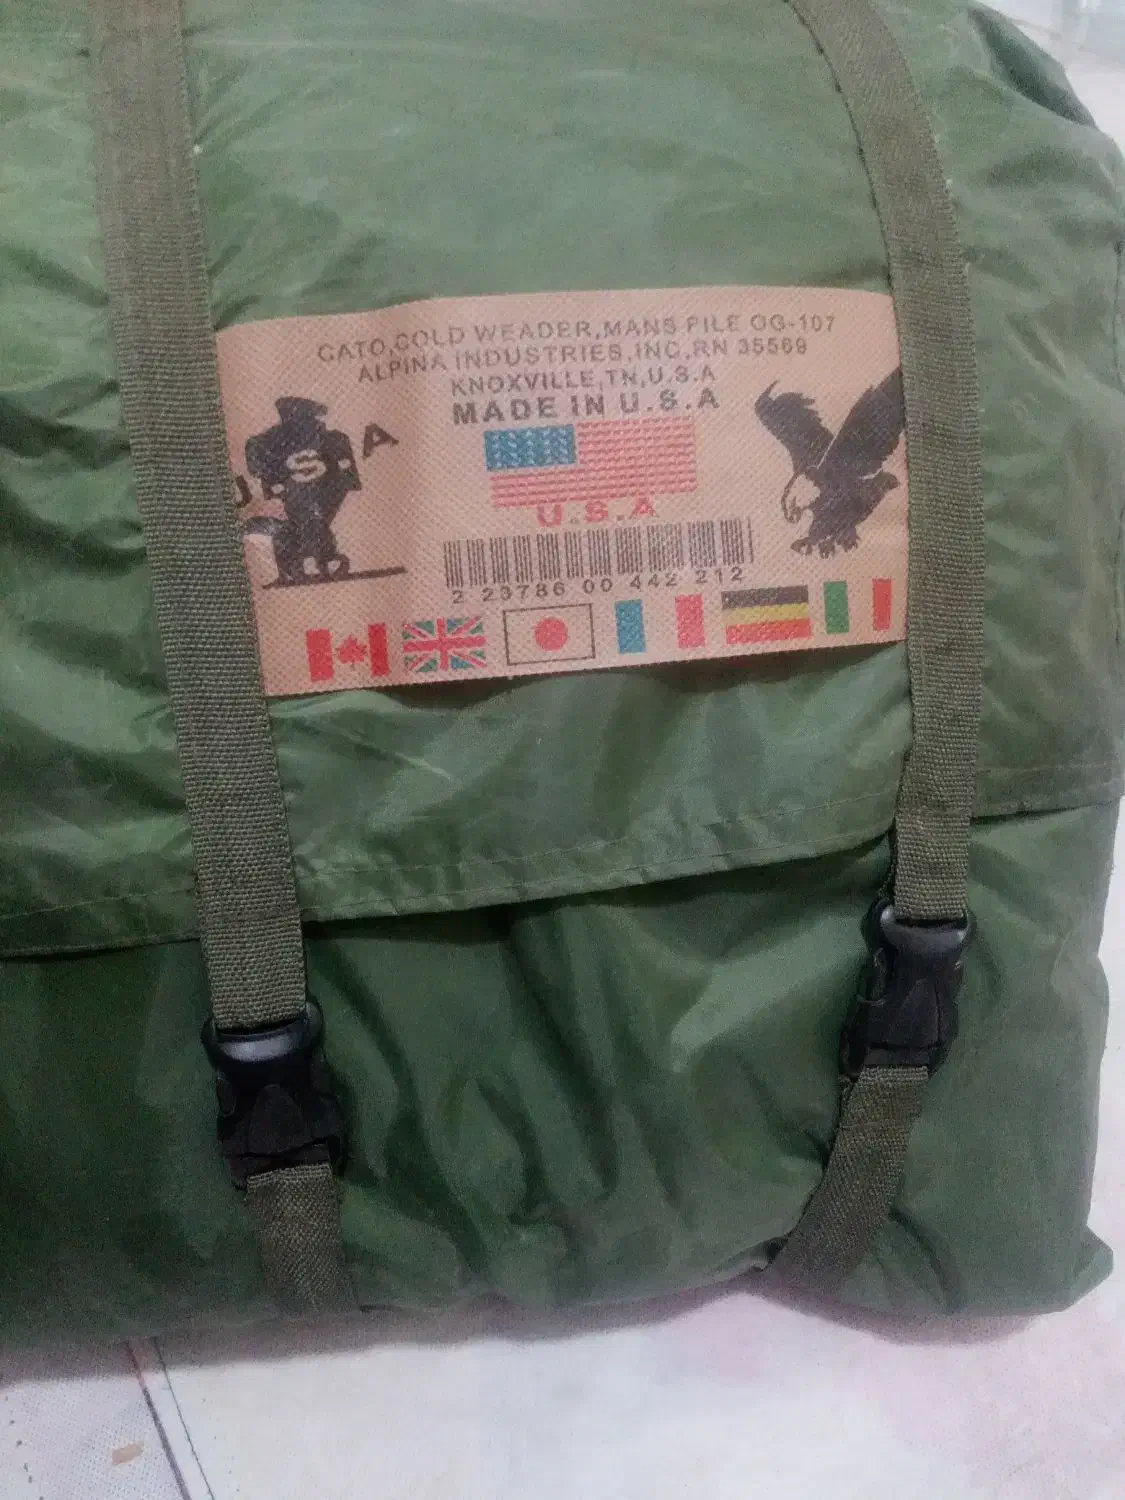 CATO,COLD WEADER,MANS PILE OG-107
ALPINA INDUSTRIES,INC,RN 35569
KNOXVILLE,TN,U.S.A
MADE IN U.S.A
U.S.A
U.S.A
2 23786 00 442 212